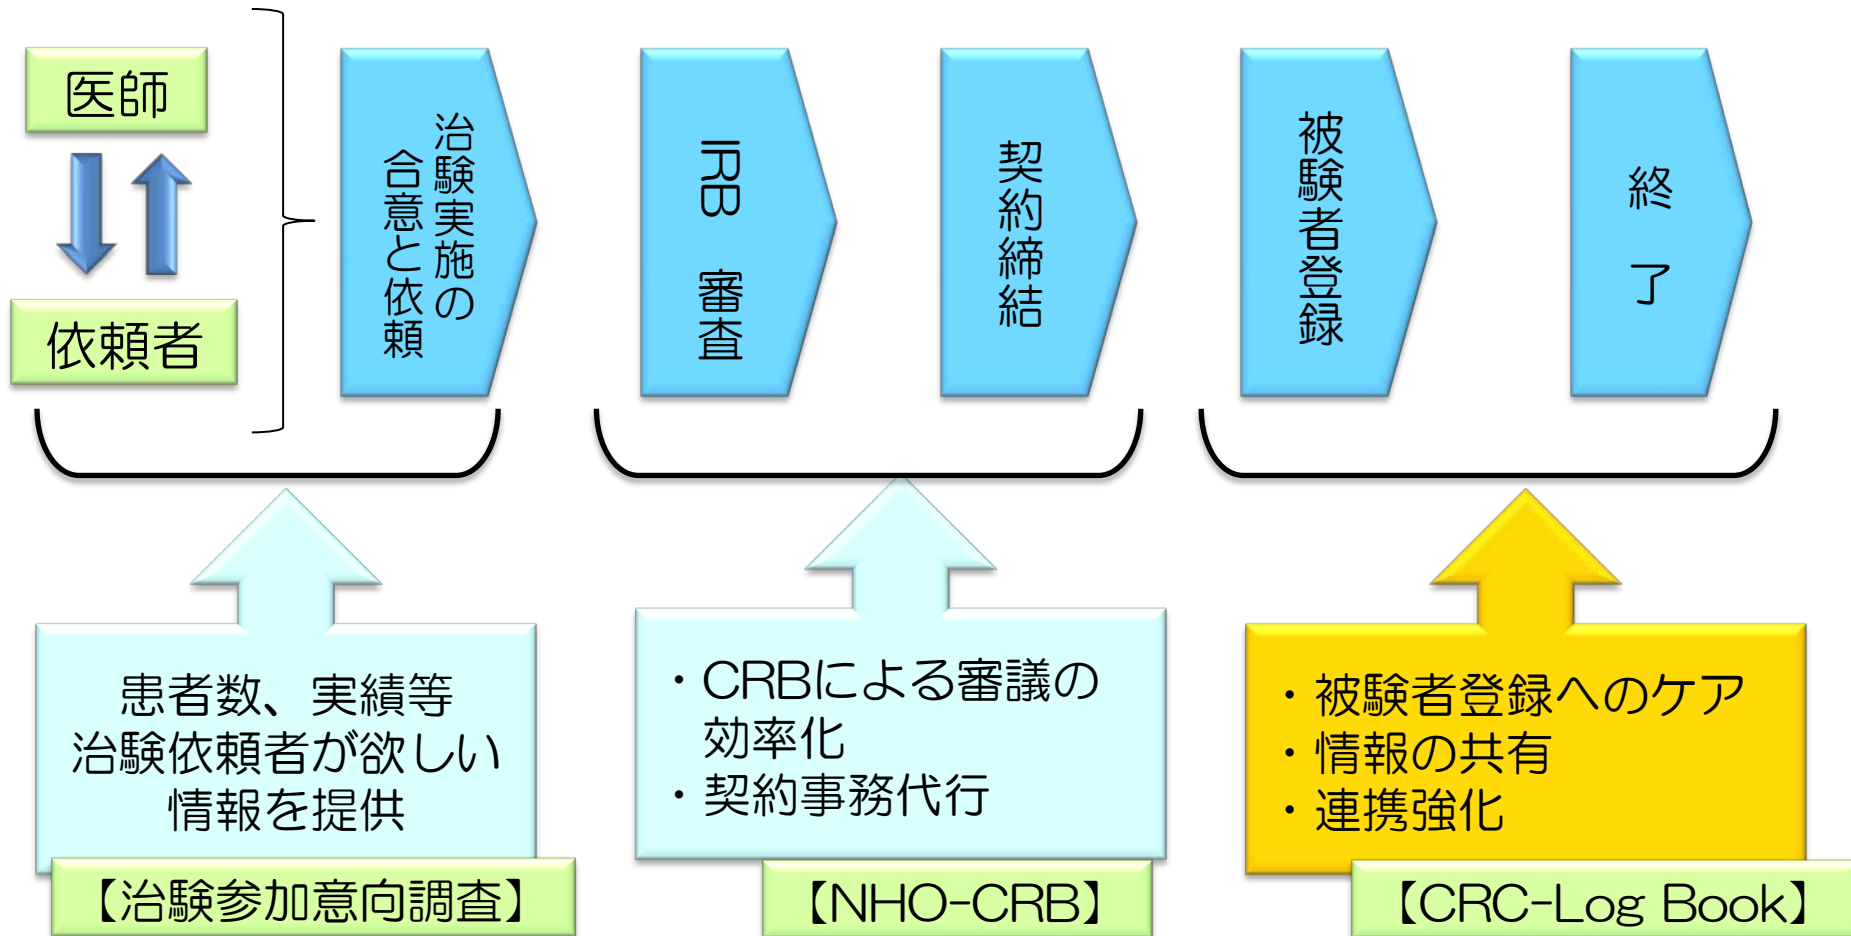 医師
依頼者
治験実施の
合意と依頼
IRB 審査
契約締結
被験者登録
終了
患者数、実績等
治験依頼者が欲しい
情報を提供
【治験参加意向調査】
・CRBによる審議の
効率化
・契約事務代行
【NHO-CRB】
・被験者登録へのケア
・情報の共有
・連携強化
【CRC-Log Book】